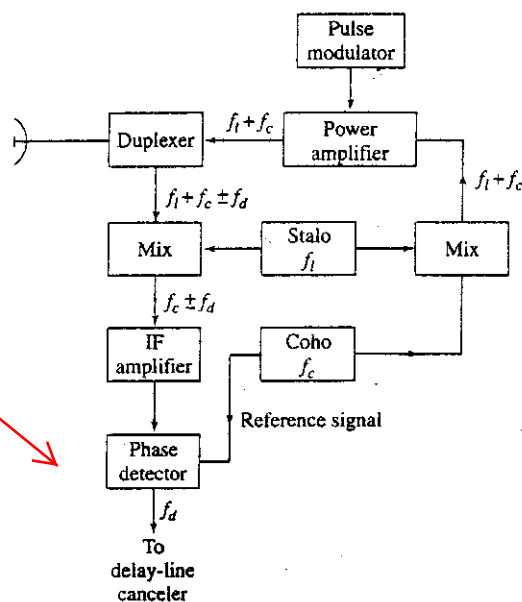 Pulse
modulator
Duplexer
f_l + f_c
Power
amplifier
f_l + f_c
f_l + f_c ± f_d
Mix
Stalo
f_l
Mix
f_c ± f_d
IF
amplifier
Coho
f_c
Reference signal
Phase
detector
f_d
To
delay-line
canceler